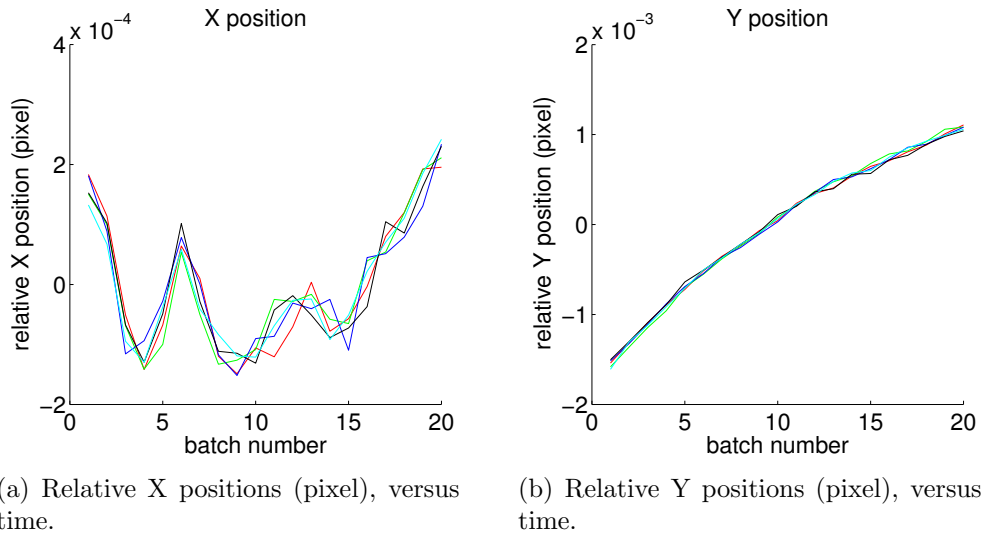 x 10−4
X position
4
2
0
−2
relative X position (pixel)
0
5
10
15
20
batch number
x 10−3
Y position
2
1
0
−1
−2
relative Y position (pixel)
0
5
10
15
20
batch number
(a) Relative X positions (pixel), versus
time.
(b) Relative Y positions (pixel), versus
time.